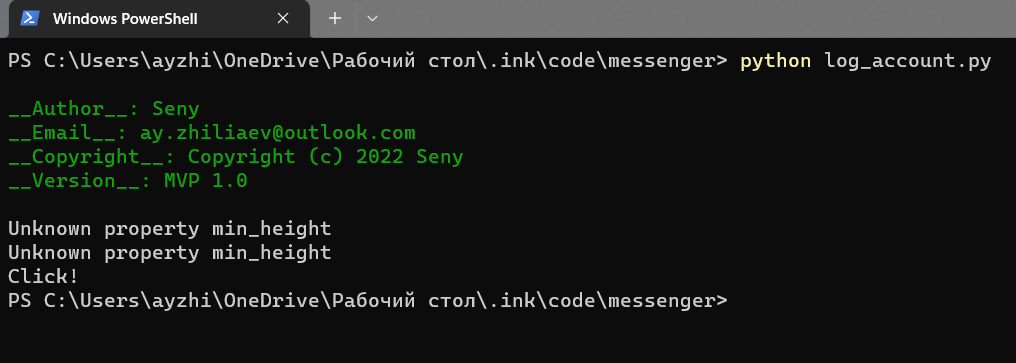 Windows PowerShell
PS C:\Users\ayzhi\OneDrive\Рабочий стол\.ink\code\messenger> python log_account.py
__Author__: Seny
__Email__: ay.zhiliaev@outlook.com
__Copyright__: Copyright (c) 2022 Seny
__Version__: MVP 1.0
Unknown property min_height
Unknown property min_height
Click!
PS C:\Users\ayzhi\OneDrive\Рабочий стол\.ink\code\messenger>